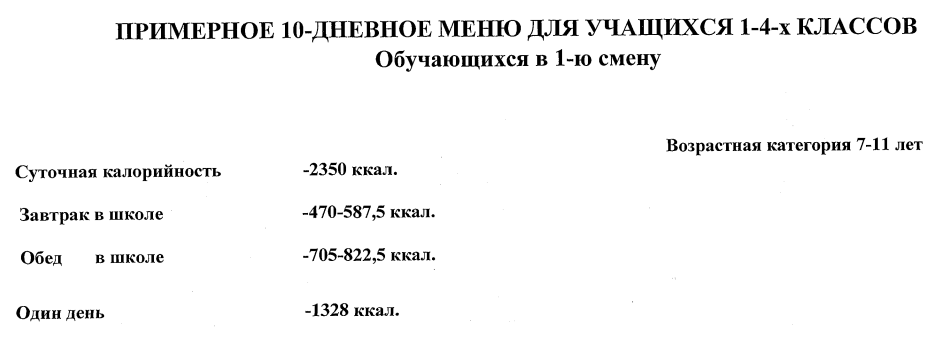 ПРИМЕРНОЕ 10-ДНЕВНОЕ МЕНЮ ДЛЯ УЧАЩИХСЯ 1-4-х КЛАССОВ
Обучающихся в 1-ю смену
Возрастная категория 7-11 лет
Суточная калорийность -2350 ккал.
Завтрак в школе -470-587,5 ккал.
Обед в школе -705-822,5 ккал.
Один день -1328 ккал.